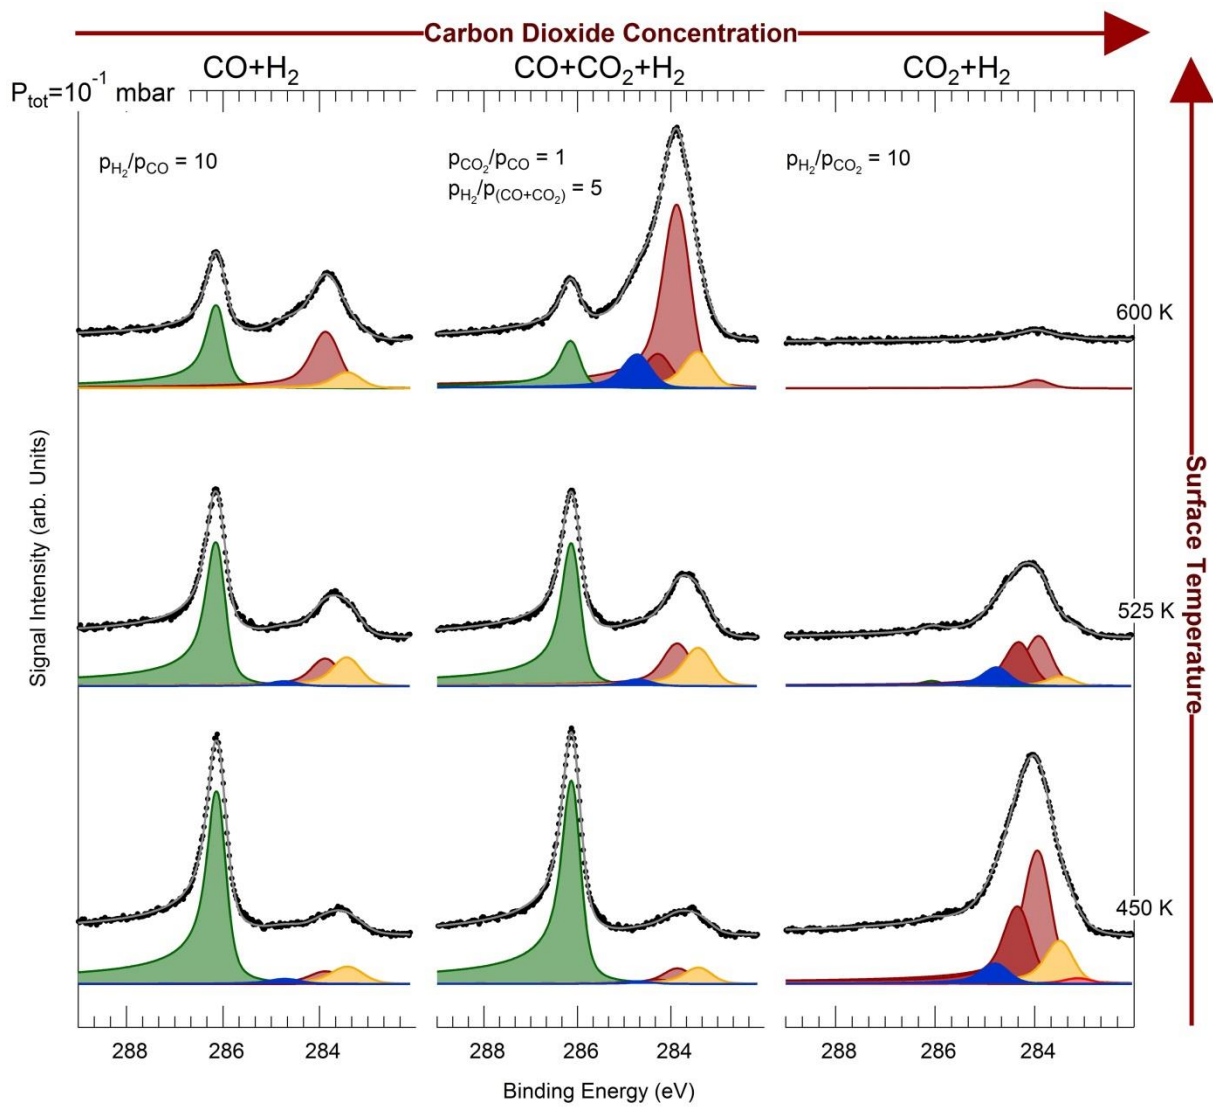 Carbon Dioxide Concentration
CO+H₂
CO+CO₂+H₂
CO₂+H₂
Pₜₒₜ=10⁻¹ mbar
p_H₂/p_CO = 10
p_CO₂/p_CO = 1
p_H₂/p_(CO+CO₂) = 5
p_H₂/p_CO₂ = 10
600 K
525 K
450 K
Signal Intensity (arb. Units)
Surface Temperature
288 286 284 288 286 284 288 286 284
Binding Energy (eV)